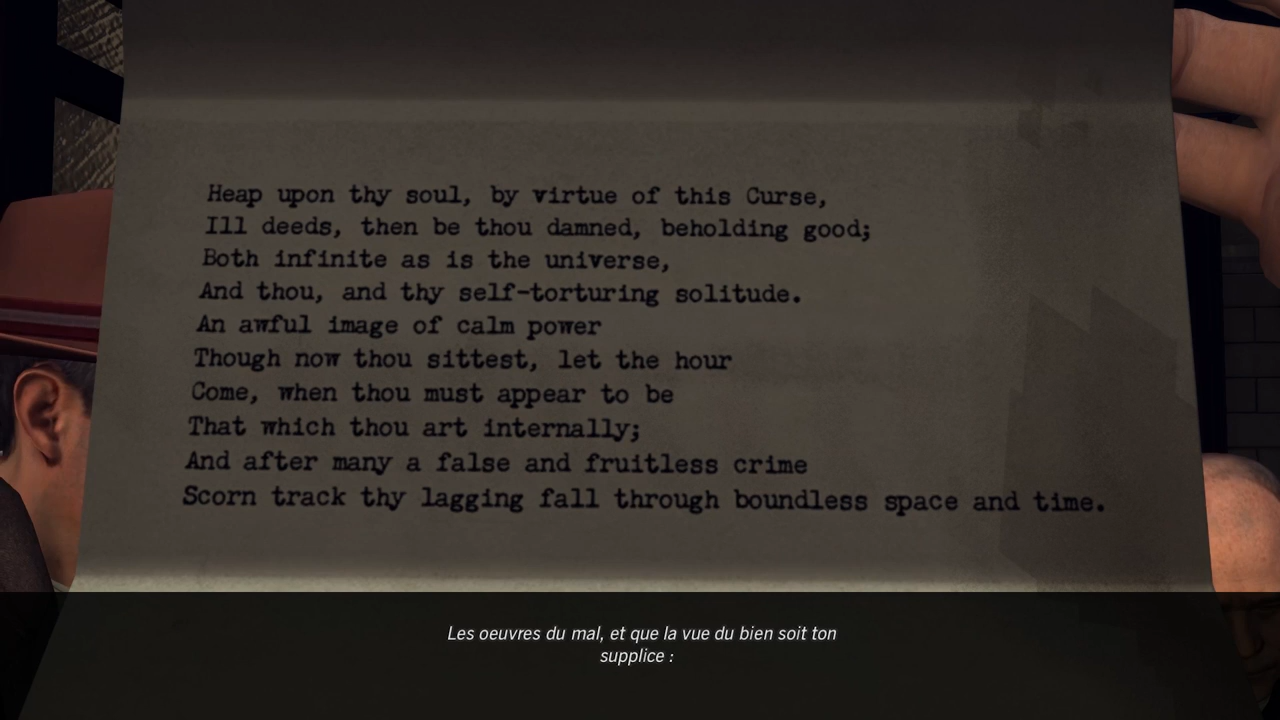 Heap upon thy soul, by virtue of this Curse,
Ill deeds, then be thou damned, beholding good;
Both infinite as is the universe,
And thou, and thy self-torturing solitude.
An awful image of calm power
Though now thou sittest, let the hour
Come, when thou must appear to be
That which thou art internally;
And after many a false and fruitless crime
Scorn track thy lagging fall through boundless space and time.
Les oeuvres du mal, et que la vue du bien soit ton
supplice :